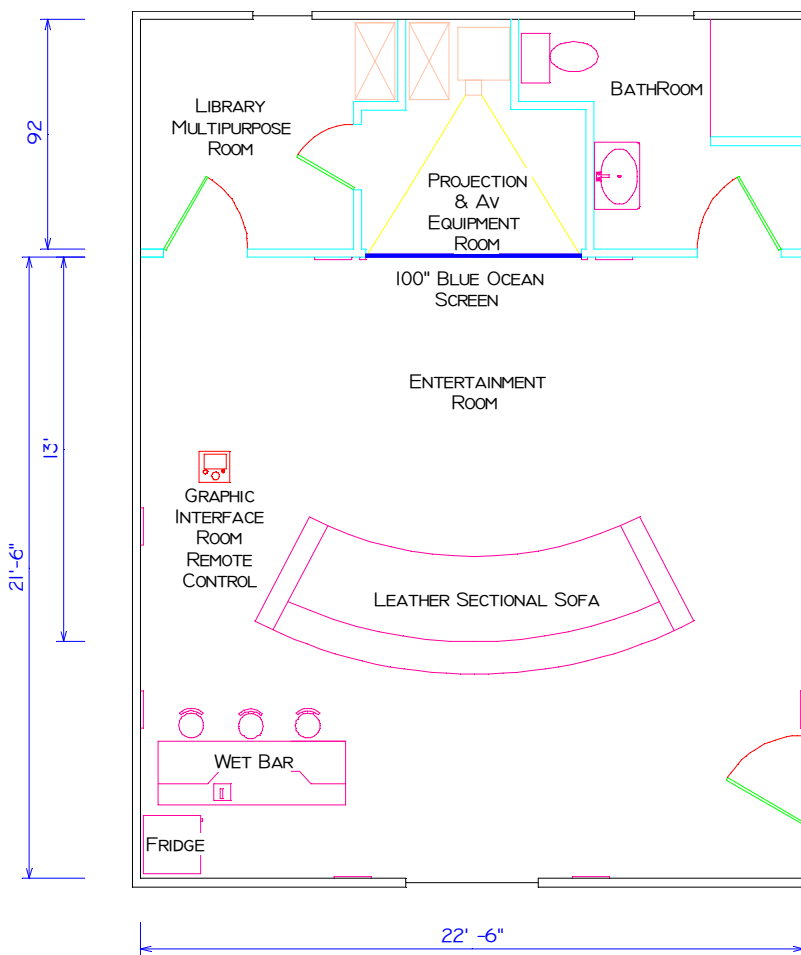 LIBRARY
MULTIPURPOSE
ROOM
BATHROOM
PROJECTION
& AV
EQUIPMENT
ROOM
92
100" BLUE OCEAN
SCREEN
ENTERTAINMENT
ROOM
13'
GRAPHIC
INTERFACE
ROOM
REMOTE
CONTROL
21'-6"
LEATHER SECTIONAL SOFA
WET BAR
FRIDGE
22' -6"